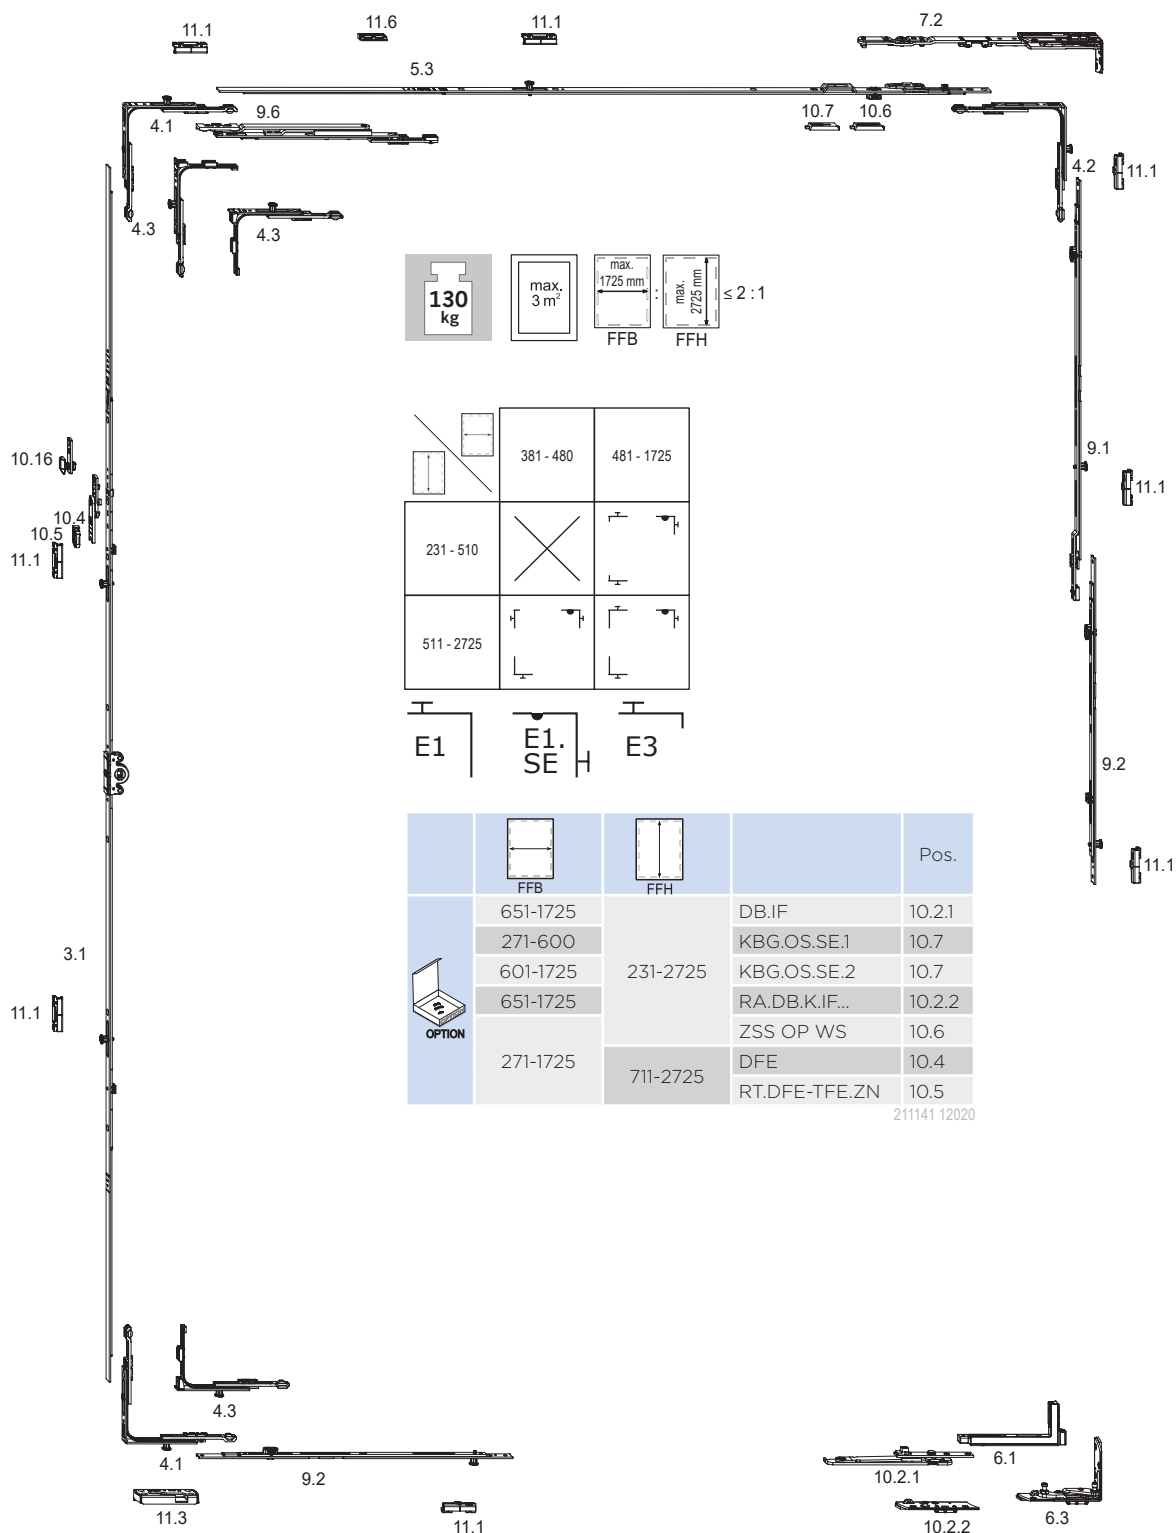 11.1
11.6
11.1
7.2
5.3
4.1
9.6
10.7
10.6
4.2
11.1
4.3
4.3
130
kg
max.
3 m²
max.
1725 mm
FFB
:
max.
2725 mm
FFH
≤ 2 : 1
381 - 480
481 - 1725
231 - 510
511 - 2725
E1
E1.
SE
E3
10.16
10.4
10.5
11.1
9.1
11.1
9.2
11.1
3.1
11.1
FFB
FFH
Pos.
OPTION
651-1725
231-2725
DB.IF
10.2.1
271-600
KBG.OS.SE.1
10.7
601-1725
KBG.OS.SE.2
10.7
651-1725
RA.DB.K.IF...
10.2.2
271-1725
ZSS OP WS
10.6
711-2725
DFE
10.4
RT.DFE-TFE.ZN
10.5
211141 12020
4.3
4.1
9.2
11.3
11.1
6.1
10.2.1
10.2.2
6.3